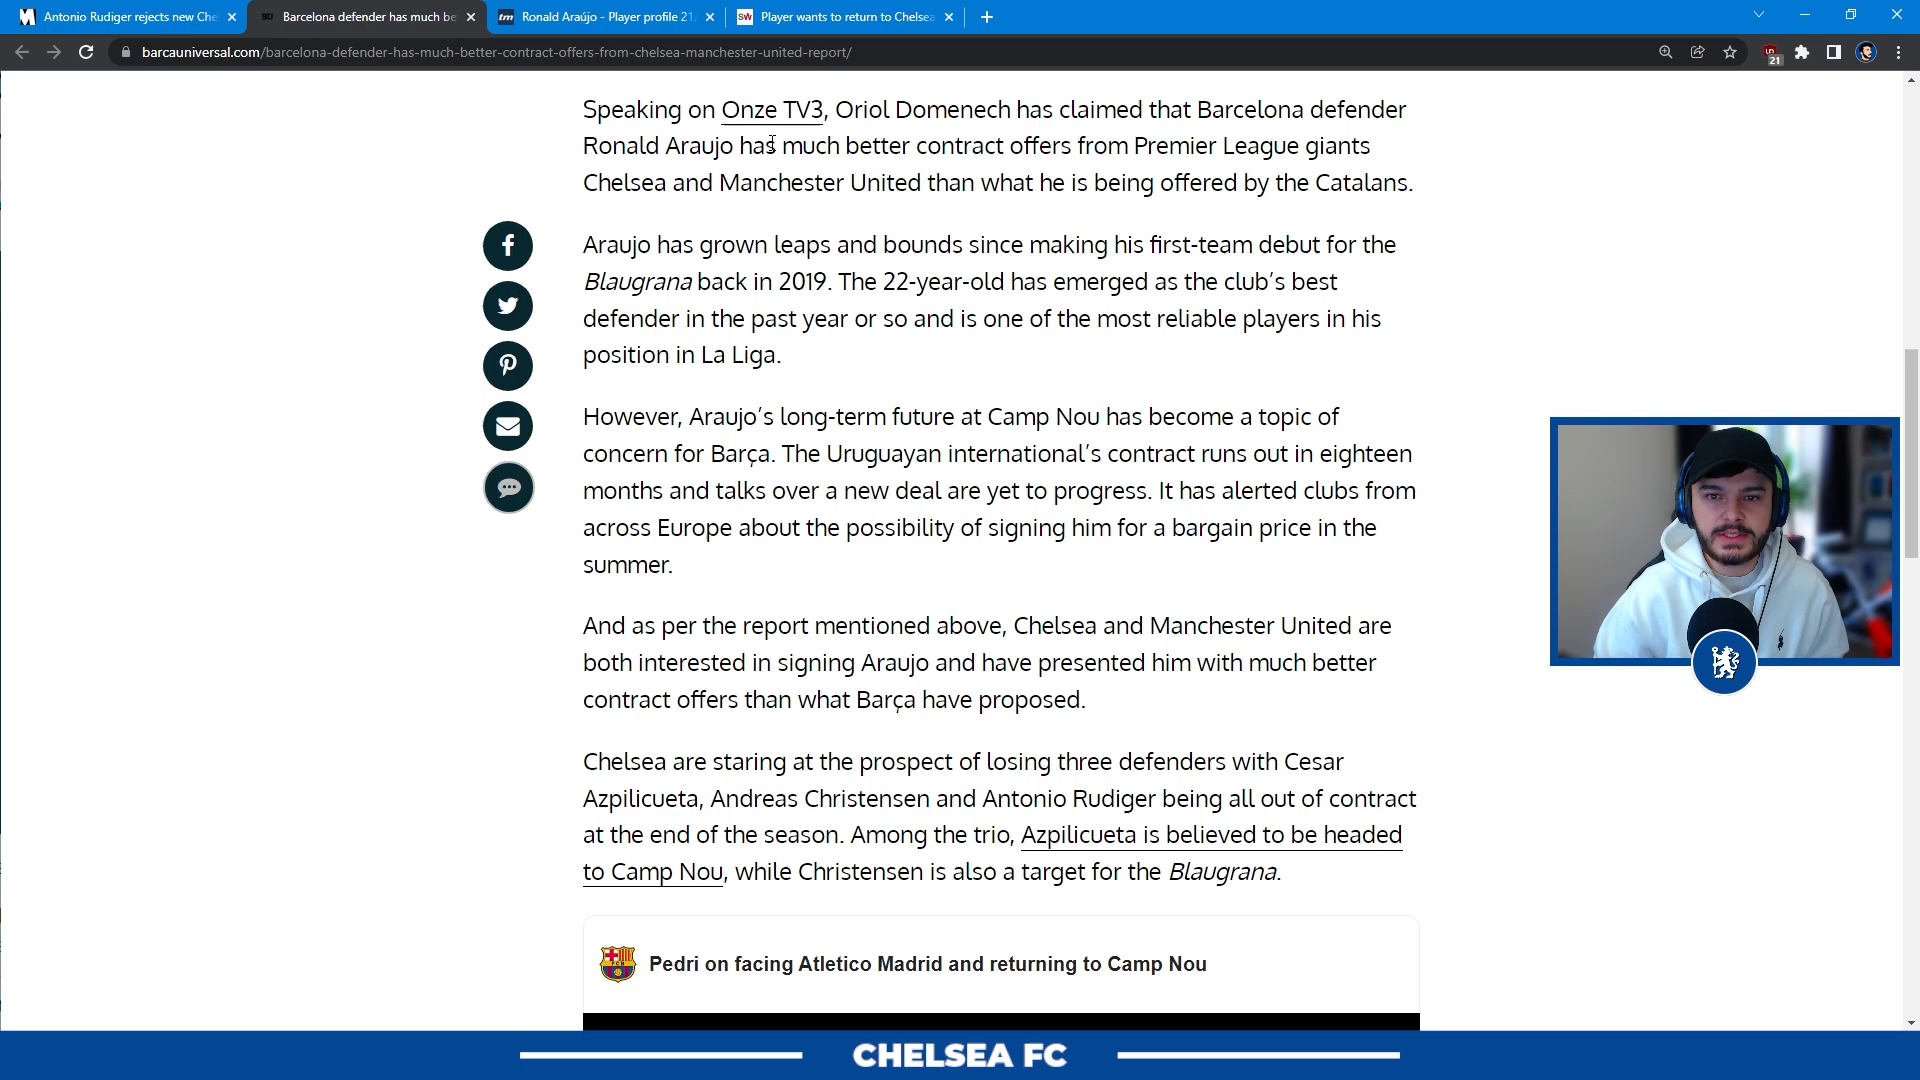 Antonio Rudiger rejects new Che
Barcelona defender has much be
Ronald Araújo - Player profile 21
Player wants to return to Chelsea
barcauniversal.com/barcelona-defender-has-much-better-contract-offers-from-chelsea-manchester-united-report/
21
Speaking on Onze TV3, Oriol Domenech has claimed that Barcelona defender
Ronald Araujo has much better contract offers from Premier League giants
Chelsea and Manchester United than what he is being offered by the Catalans.
Araujo has grown leaps and bounds since making his first-team debut for the
Blaugrana back in 2019. The 22-year-old has emerged as the club’s best
defender in the past year or so and is one of the most reliable players in his
position in La Liga.
However, Araujo’s long-term future at Camp Nou has become a topic of
concern for Barça. The Uruguayan international’s contract runs out in eighteen
months and talks over a new deal are yet to progress. It has alerted clubs from
across Europe about the possibility of signing him for a bargain price in the
summer.
And as per the report mentioned above, Chelsea and Manchester United are
both interested in signing Araujo and have presented him with much better
contract offers than what Barça have proposed.
Chelsea are staring at the prospect of losing three defenders with Cesar
Azpilicueta, Andreas Christensen and Antonio Rudiger being all out of contract
at the end of the season. Among the trio, Azpilicueta is believed to be headed
to Camp Nou, while Christensen is also a target for the Blaugrana.
Pedri on facing Atletico Madrid and returning to Camp Nou
CHELSEA FC